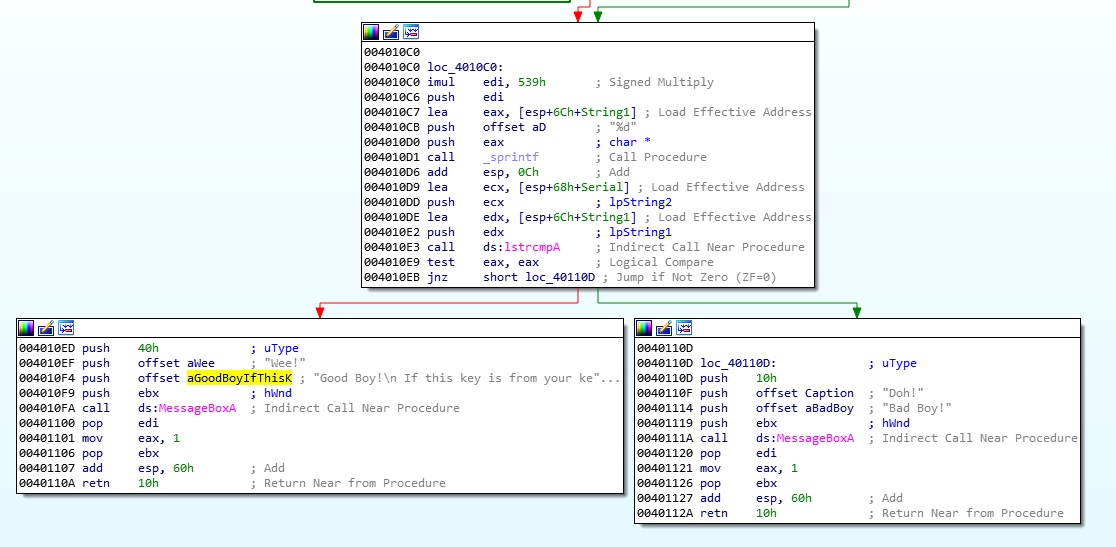 004010C0
004010C0 loc_4010C0:
004010C0 imul    edi, 539h       ; Signed Multiply
004010C6 push    edi
004010C7 lea     eax, [esp+6Ch+String1] ; Load Effective Address
004010CB push    offset aD       ; "%d"
004010D0 push    eax             ; char *
004010D1 call    _sprintf        ; Call Procedure
004010D6 add     esp, 0Ch        ; Add
004010D9 lea     ecx, [esp+68h+Serial] ; Load Effective Address
004010DD push    ecx             ; lpString2
004010DE lea     edx, [esp+6Ch+String1] ; Load Effective Address
004010E2 push    edx             ; lpString1
004010E3 call    ds:lstrcmpA     ; Indirect Call Near Procedure
004010E9 test    eax, eax        ; Logical Compare
004010EB jnz     short loc_40110D ; Jump if Not Zero (ZF=0)
004010ED push    40h             ; uType
004010EF push    offset aWee     ; "Wee!"
004010F4 push    offset aGoodBoyIfThisK ; "Good Boy!\n If this key is from your ke"...
004010F9 push    ebx             ; hWnd
004010FA call    ds:MessageBoxA  ; Indirect Call Near Procedure
00401100 pop     edi
00401101 mov     eax, 1
00401106 pop     ebx
00401107 add     esp, 60h        ; Add
0040110A retn    10h             ; Return Near from Procedure
0040110D
0040110D loc_40110D:             ; uType
0040110D push    10h
0040110F push    offset Caption  ; "Doh!"
00401114 push    offset aBadBoy  ; "Bad Boy!"
00401119 push    ebx             ; hWnd
0040111A call    ds:MessageBoxA  ; Indirect Call Near Procedure
00401120 pop     edi
00401121 mov     eax, 1
00401126 pop     ebx
00401127 add     esp, 60h        ; Add
0040112A retn    10h             ; Return Near from Procedure